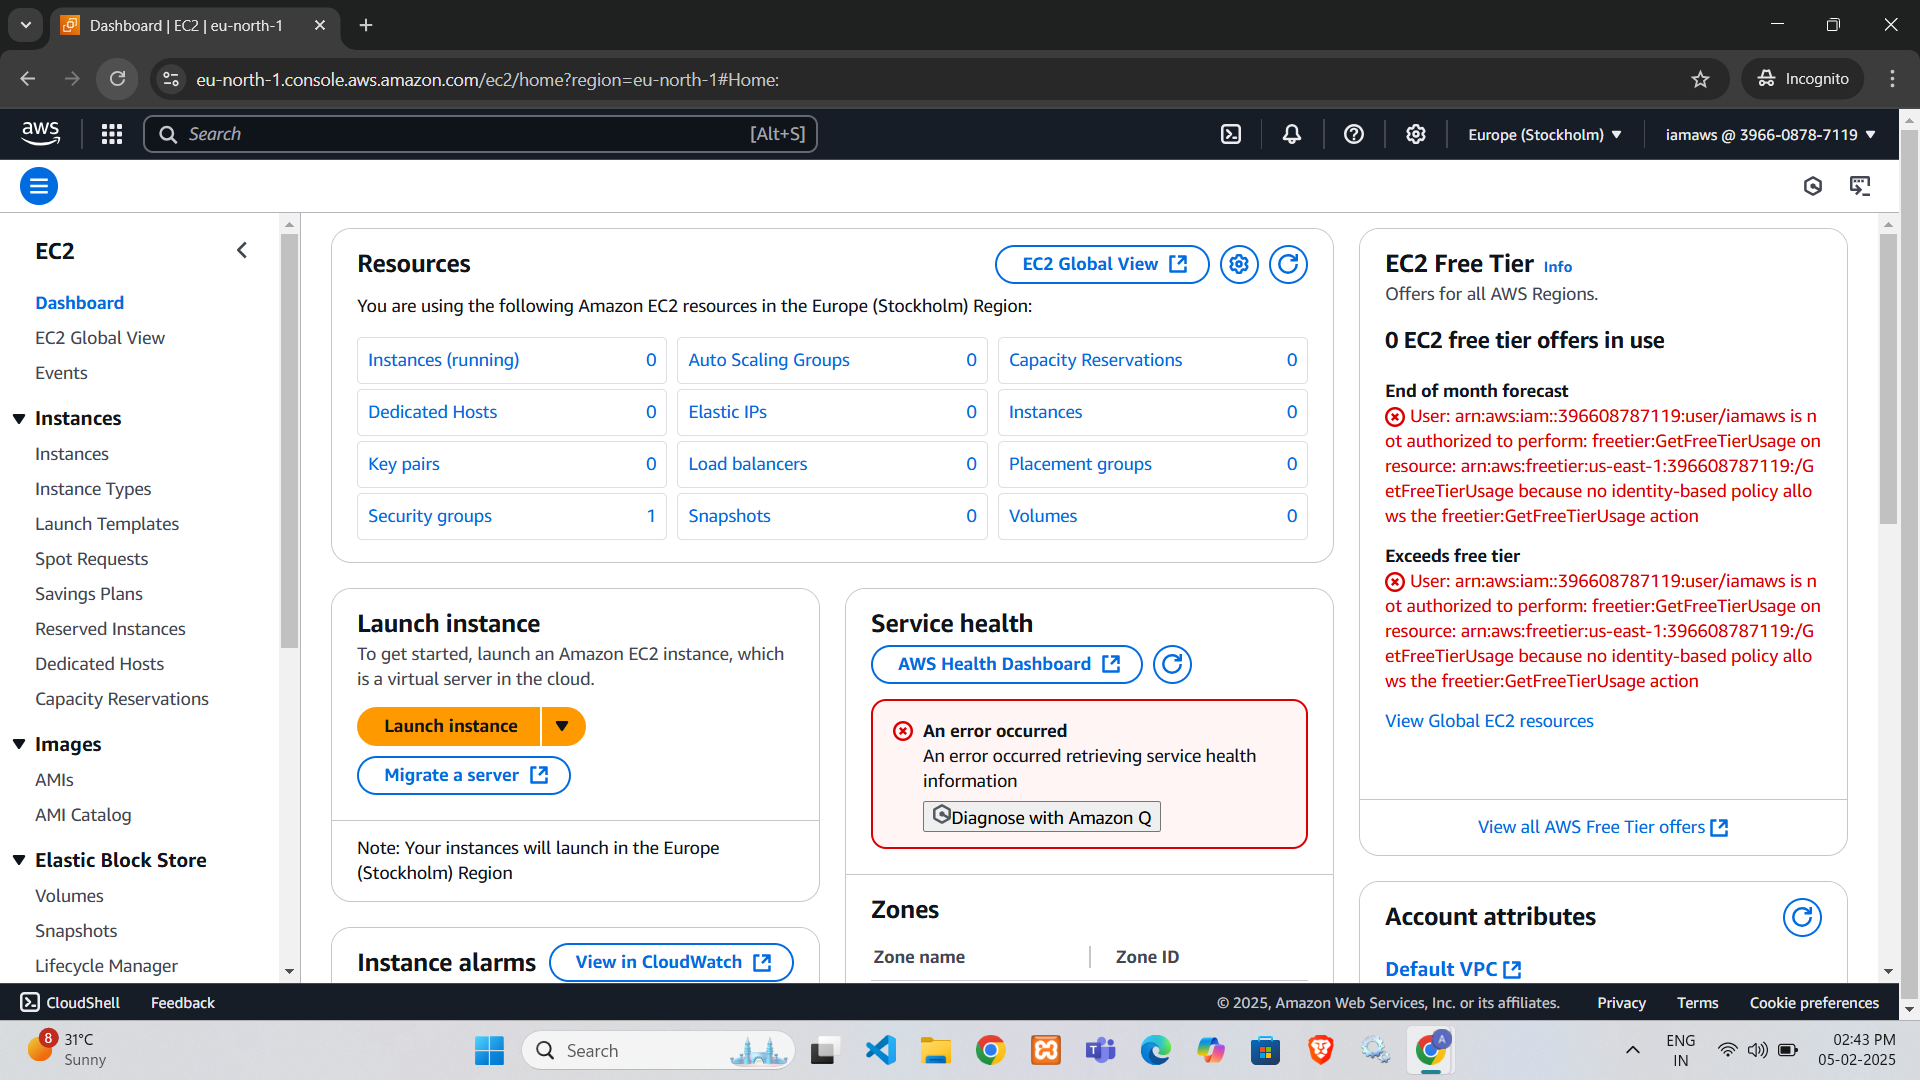 Dashboard | EC2 | eu-north-1
eu-north-1.console.aws.amazon.com/ec2/home?region=eu-north-1#Home:
Incognito
aws
Search
[Alt+S]
Europe (Stockholm)
iamaws @ 3966-0878-7119
EC2
Dashboard
EC2 Global View
Events
Instances
Instances
Instance Types
Launch Templates
Spot Requests
Savings Plans
Reserved Instances
Dedicated Hosts
Capacity Reservations
Images
AMIs
AMI Catalog
Elastic Block Store
Volumes
Snapshots
Lifecycle Manager
Resources
EC2 Global View
You are using the following Amazon EC2 resources in the Europe (Stockholm) Region:
Instances (running) 0
Auto Scaling Groups 0
Capacity Reservations 0
Dedicated Hosts 0
Elastic IPs 0
Instances 0
Key pairs 0
Load balancers 0
Placement groups 0
Security groups 1
Snapshots 0
Volumes 0
Launch instance
To get started, launch an Amazon EC2 instance, which
is a virtual server in the cloud.
Launch instance
Migrate a server
Note: Your instances will launch in the Europe
(Stockholm) Region
Instance alarms
View in CloudWatch
Service health
AWS Health Dashboard
An error occurred
An error occurred retrieving service health
information
Diagnose with Amazon Q
Zones
Zone name
Zone ID
EC2 Free Tier Info
Offers for all AWS Regions.
0 EC2 free tier offers in use
End of month forecast
User: arn:aws:iam::396608787119:user/iamaws is n
ot authorized to perform: freetier:GetFreeTierUsage on
resource: arn:aws:freetier:us-east-1:396608787119:/G
etFreeTierUsage because no identity-based policy allo
ws the freetier:GetFreeTierUsage action
Exceeds free tier
User: arn:aws:iam::396608787119:user/iamaws is n
ot authorized to perform: freetier:GetFreeTierUsage on
resource: arn:aws:freetier:us-east-1:396608787119:/G
etFreeTierUsage because no identity-based policy allo
ws the freetier:GetFreeTierUsage action
View Global EC2 resources
View all AWS Free Tier offers
Account attributes
Default VPC
CloudShell
Feedback
© 2025, Amazon Web Services, Inc. or its affiliates.
Privacy
Terms
Cookie preferences
8
31°C
Sunny
Search
A
ENG
IN
02:43 PM
05-02-2025